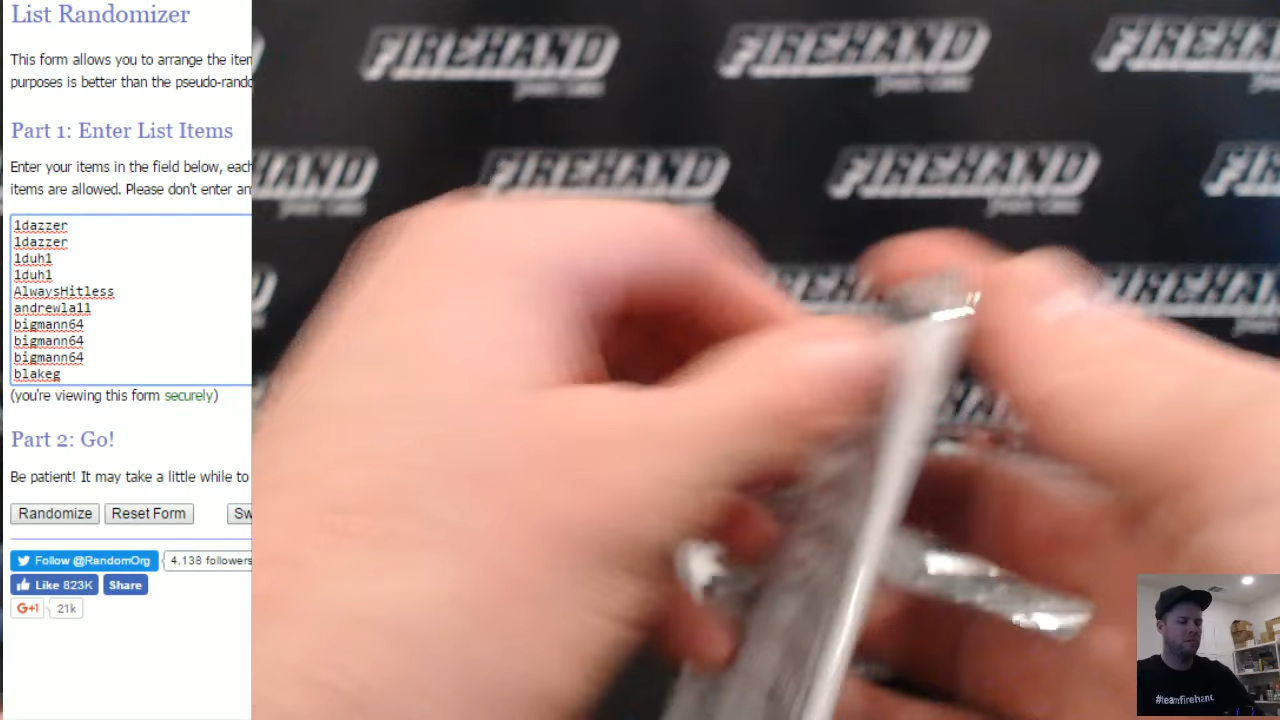 List Randomizer
This form allows you to arrange the iter
purposes is better than the pseudo-rando
Part 1: Enter List Items
Enter your items in the field below, each
items are allowed. Please don't enter an
1dazzer
1dazzer
1duh1
1duh1
AlwaysHitless
andrewla11
bigmann64
bigmann64
bigmann64
blakeg
(you're viewing this form securely)
Part 2: Go!
Be patient! It may take a little while to
Randomize Reset Form Sw
Follow @RandomOrg 4,138 followers
Like 823K Share
G+1 21k
FIREHAND FIREHAND FIREHAND
HAND FIREHAND FIREHAND FIR
FIREHAND
#teamfirehand